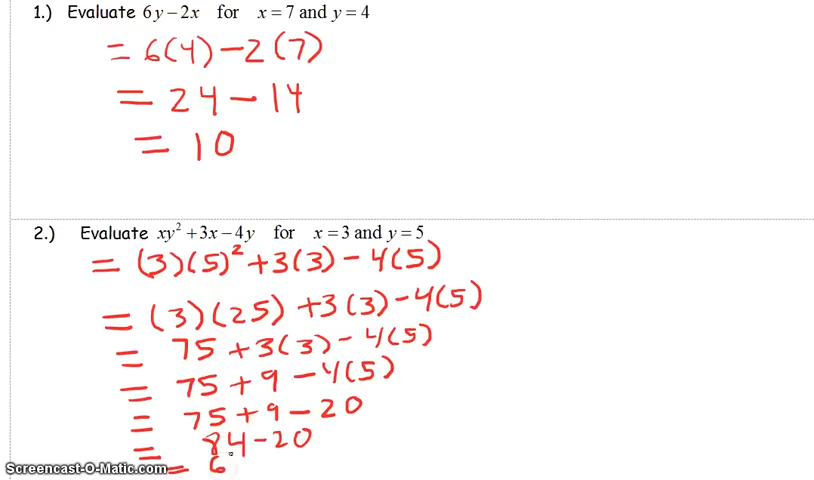 1.) Evaluate 6y − 2x for x = 7 and y = 4
= 6(4) − 2(7)
= 24 − 14
= 10
2.) Evaluate xy² + 3x − 4y for x = 3 and y = 5
= (3)(5)² + 3(3) − 4(5)
= (3)(25) + 3(3) − 4(5)
= 75 + 3(3) − 4(5)
= 75 + 9 − 4(5)
= 75 + 9 − 20
= 84 − 20
= 6
Screencast-O-Matic.com